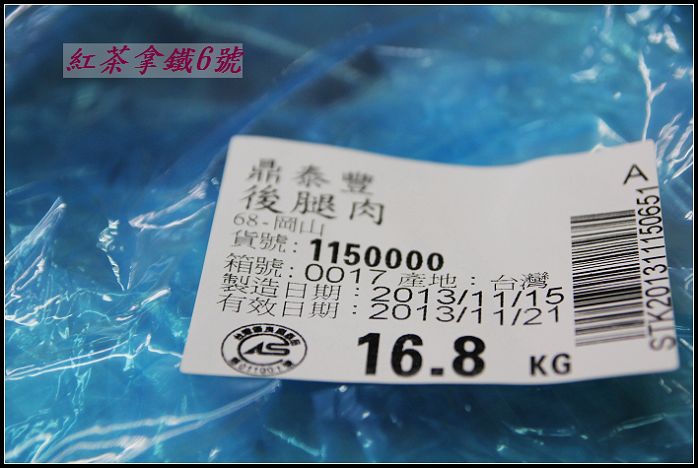 紅茶拿鐵6號
鼎泰豐
後腿肉
68-岡山
貨號:1150000
箱號:0017 產地:台灣
製造日期:2013/11/15
有效日期:2013/11/21
16.8 KG
A
STK201311150651